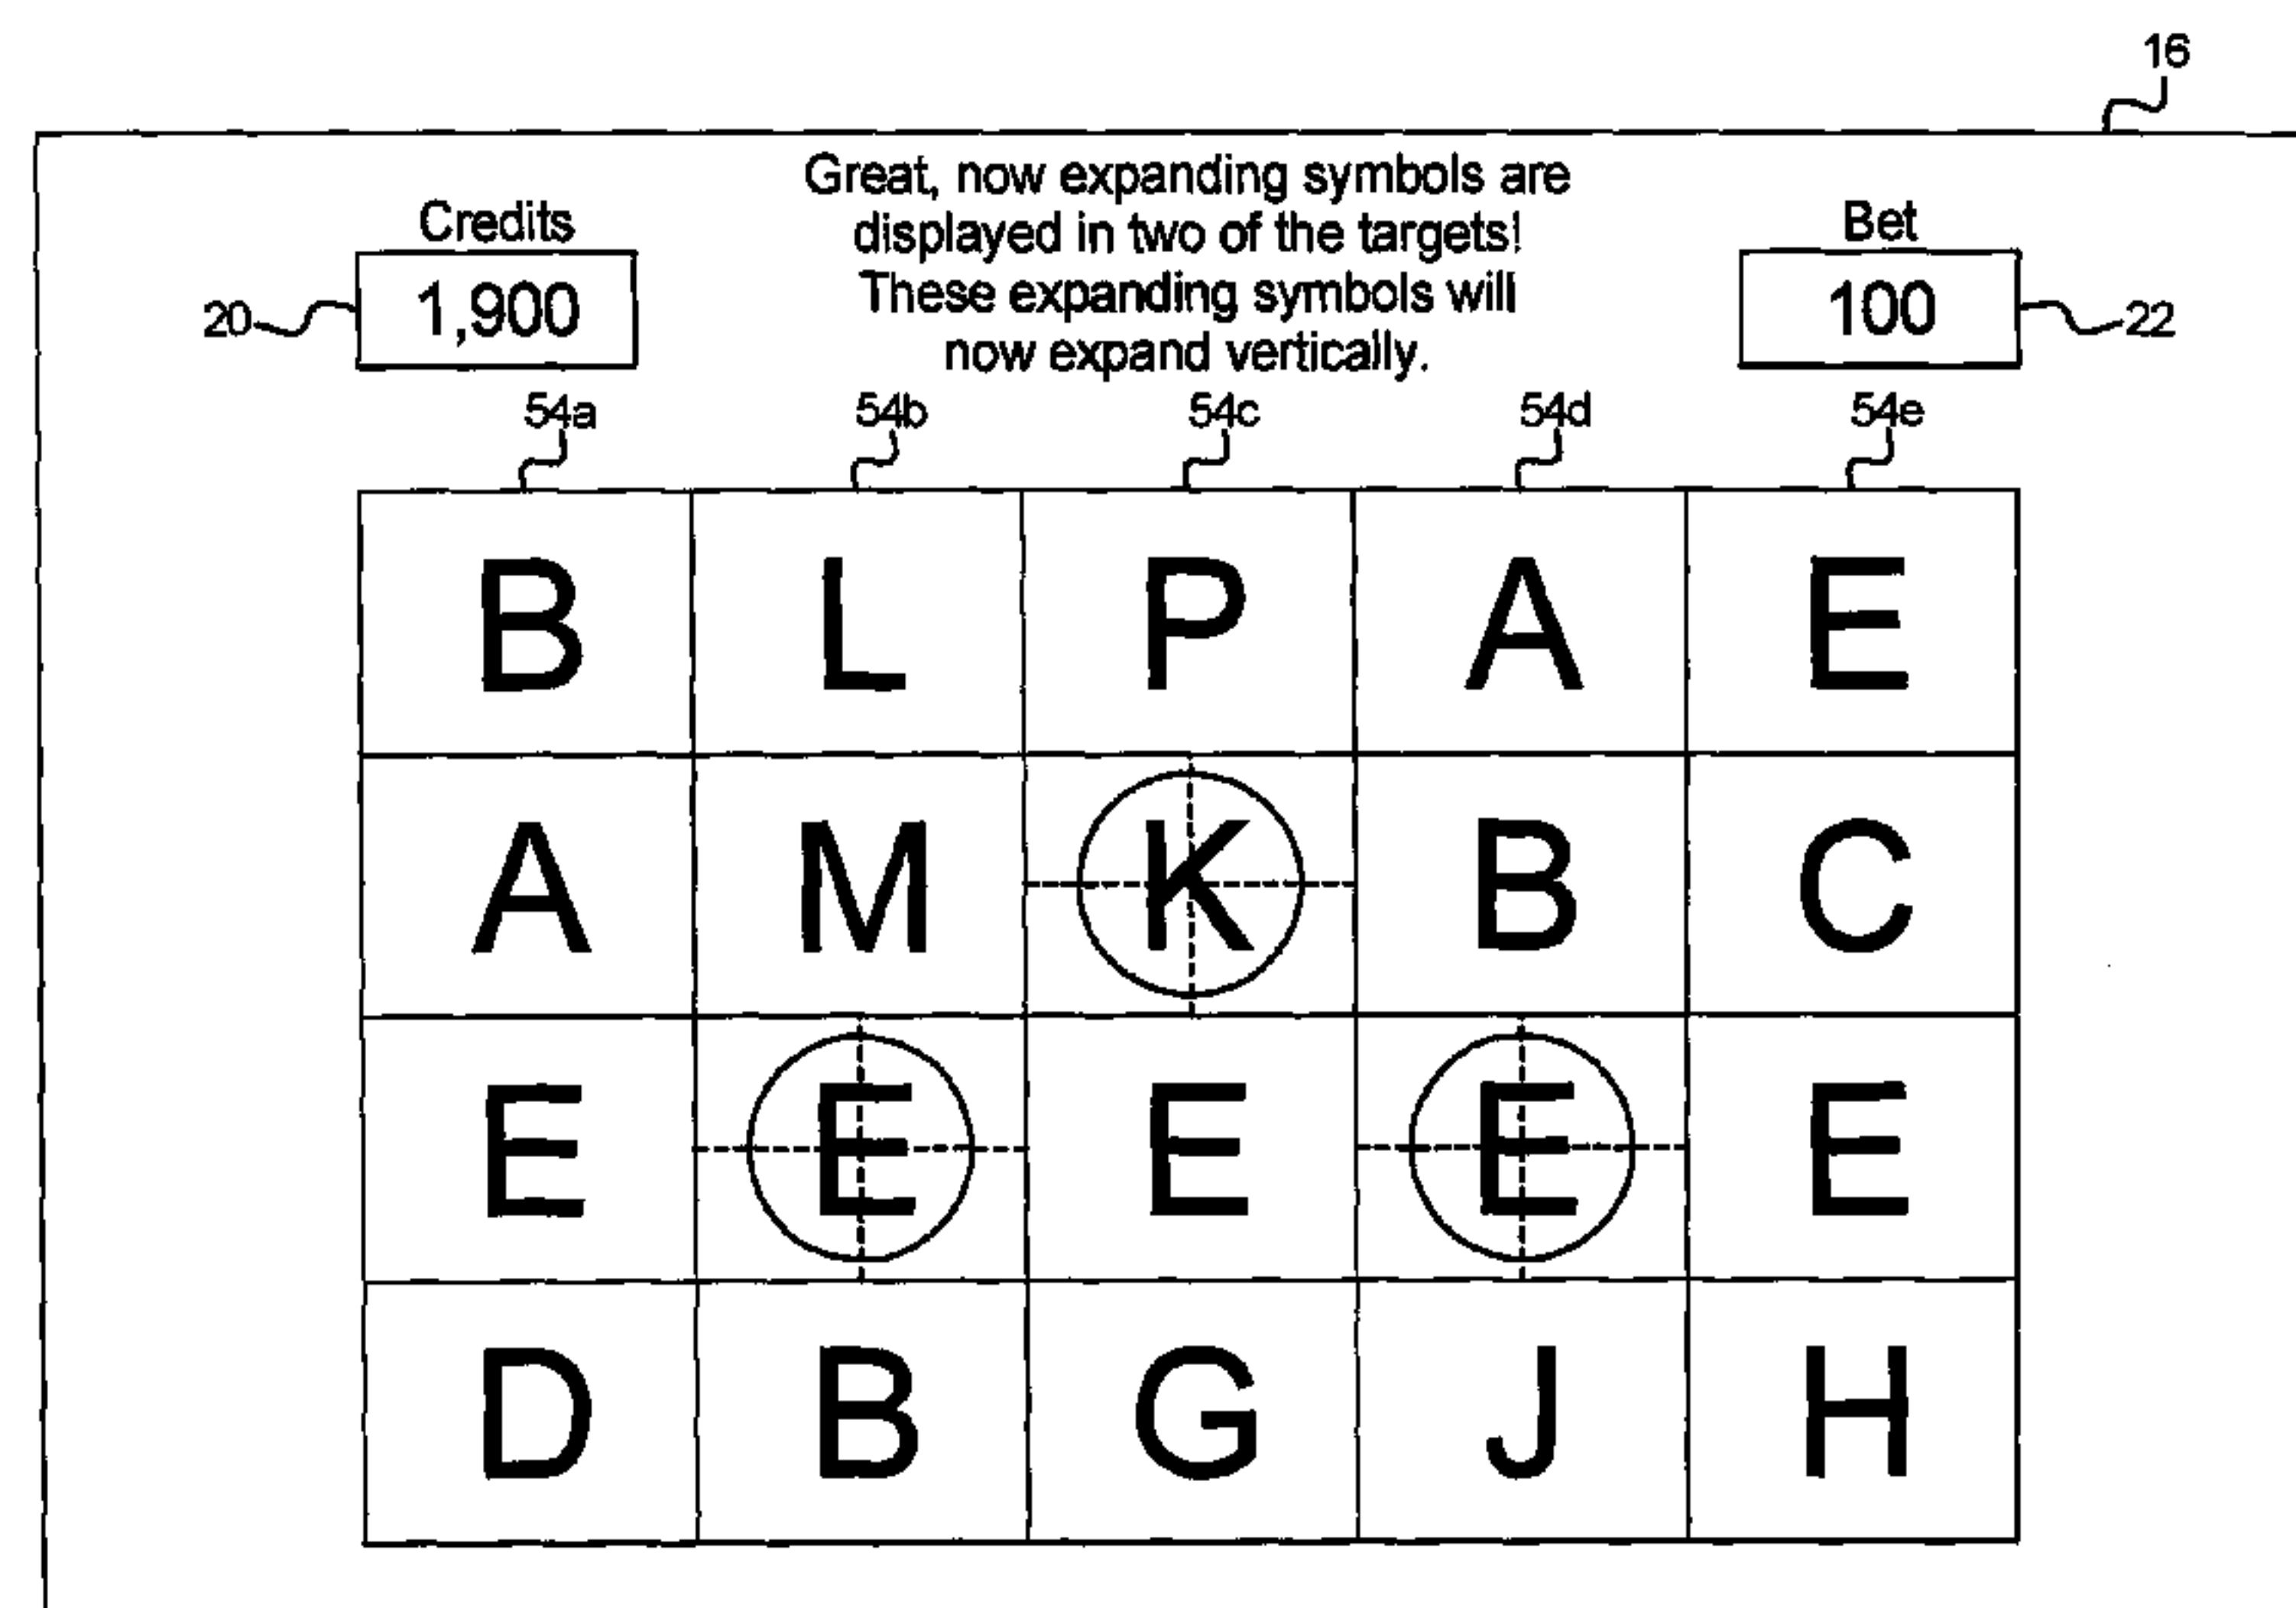 16
Great, now expanding symbols are
displayed in two of the targets!
These expanding symbols will
now expand vertically.
Credits
1,900
20
Bet
100
22
54a 54b 54c 54d 54e
B L P A E
A M K B C
E E E E E
D B G J H